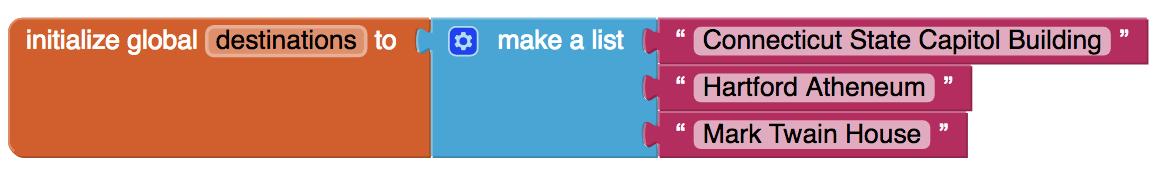 initialize global destinations to make a list “ Connecticut State Capitol Building ”
“ Hartford Atheneum ”
“ Mark Twain House ”